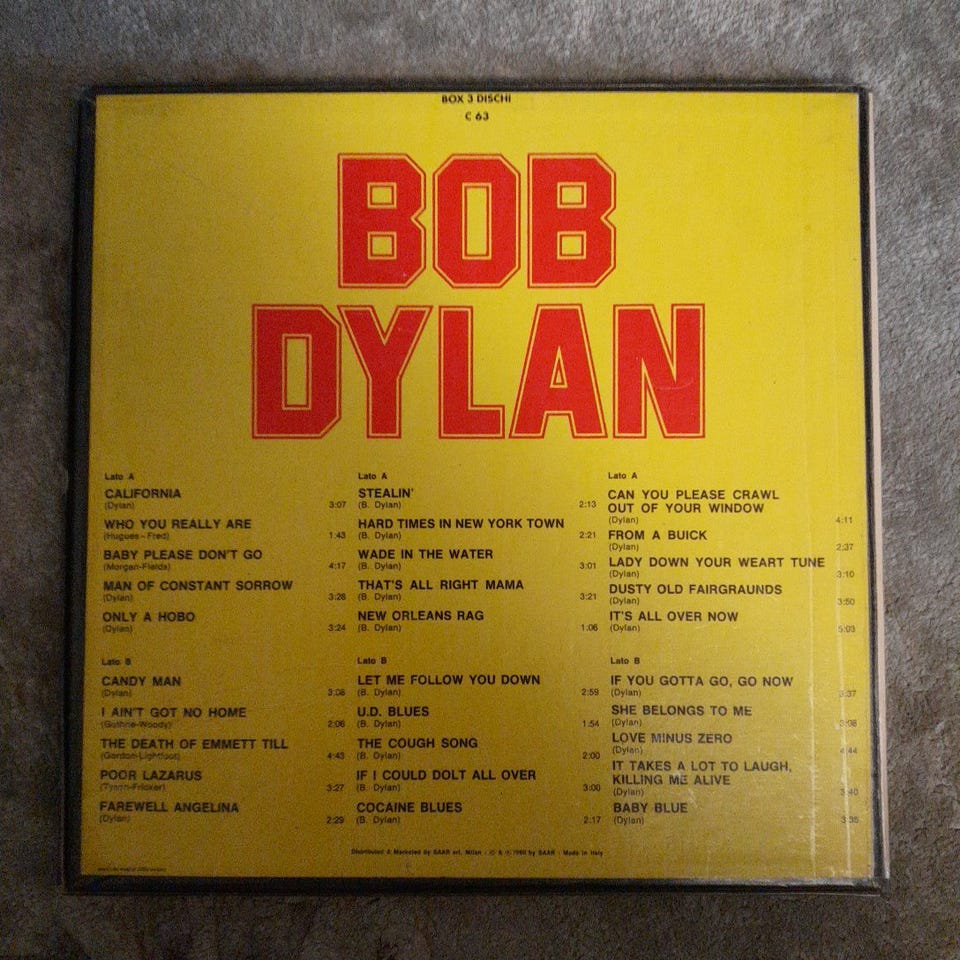 BOX 3 DISCHI
C 63
BOB
DYLAN
Lato A
CALIFORNIA
(Dylan) 3:07
WHO YOU REALLY ARE
(Hugues-Fred) 1:43
BABY PLEASE DON'T GO
(Morgan-Fields) 4:17
MAN OF CONSTANT SORROW
(Dylan) 3:28
ONLY A HOBO
(Dylan) 3:24
Lato B
CANDY MAN
(Dylan) 3:08
I AIN'T GOT NO HOME
(Guthrie-Woody) 2:06
THE DEATH OF EMMETT TILL
(Gordon-Lightfoot) 4:43
POOR LAZARUS
3:27
FAREWELL ANGELINA
(Dylan) 2:29
Lato A
STEALIN'
(B. Dylan) 2:13
HARD TIMES IN NEW YORK TOWN
(B. Dylan) 2:21
WADE IN THE WATER
(B. Dylan) 3:01
THAT'S ALL RIGHT MAMA
(B. Dylan) 3:21
NEW ORLEANS RAG
(B. Dylan) 1:06
Lato B
LET ME FOLLOW YOU DOWN
(B. Dylan) 2:59
U.D. BLUES
(B. Dylan) 1:54
THE COUGH SONG
(B. Dylan) 2:00
IF I COULD DOLT ALL OVER
(B. Dylan) 3:00
COCAINE BLUES
(B. Dylan) 2:17
Lato A
CAN YOU PLEASE CRAWL
OUT OF YOUR WINDOW
(Dylan) 4:11
FROM A BUICK
(Dylan) 2:37
LADY DOWN YOUR WEART TUNE
(Dylan) 3:10
DUSTY OLD FAIRGRAUNDS
(Dylan) 3:50
IT'S ALL OVER NOW
(Dylan) 5:03
Lato B
IF YOU GOTTA GO, GO NOW
(Dylan) 3:37
SHE BELONGS TO ME
(Dylan) 3:08
LOVE MINUS ZERO
(Dylan) 4:44
IT TAKES A LOT TO LAUGH,
KILLING ME ALIVE
(Dylan) 3:40
BABY BLUE
(Dylan) 3:35
Distributed & Marketed by SAAR srl. Milan - by SAAR - Made in Italy